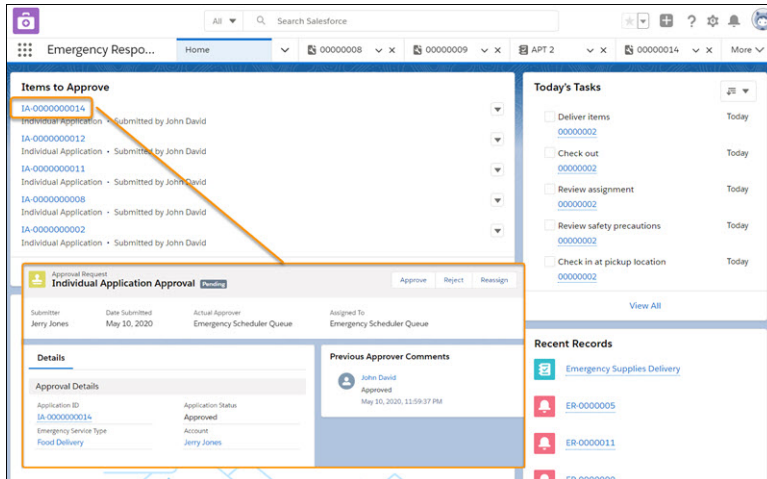 All
Search Salesforce
Emergency Respo...
Home
00000008
00000009
APT 2
00000014
More
Items to Approve
IA-0000000014
Individual Application • Submitted by John David
IA-0000000012
Individual Application • Submitted by John David
IA-0000000011
Individual Application • Submitted by John David
IA-0000000008
Individual Application • Submitted by John David
IA-0000000002
Individual Application • Submitted by John David
Approval Request
Individual Application Approval Pending
Approve Reject Reassign
Submitter Date Submitted Actual Approver Assigned To
Jerry Jones May 10, 2020 Emergency Scheduler Queue Emergency Scheduler Queue
Details
Approval Details
Application ID Application Status
IA-0000000014 Approved
Emergency Service Type Account
Food Delivery Jerry Jones
Previous Approver Comments
John David
Approved
May 10, 2020, 11:59:37 PM
Today's Tasks
Deliver items Today
00000002
Check out Today
00000002
Review assignment Today
00000002
Review safety precautions Today
00000002
Check in at pickup location Today
00000002
View All
Recent Records
Emergency Supplies Delivery
ER-0000005
ER-0000011